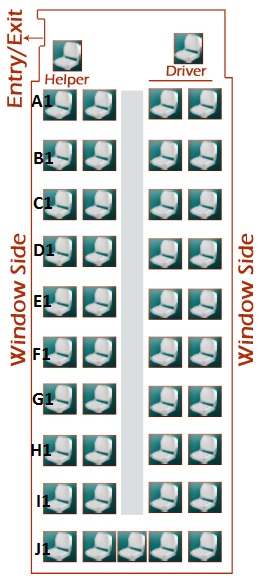 Entry/Exit
Helper
Driver
A1
B1
C1
D1
E1
F1
G1
H1
I1
J1
Window Side
Window Side